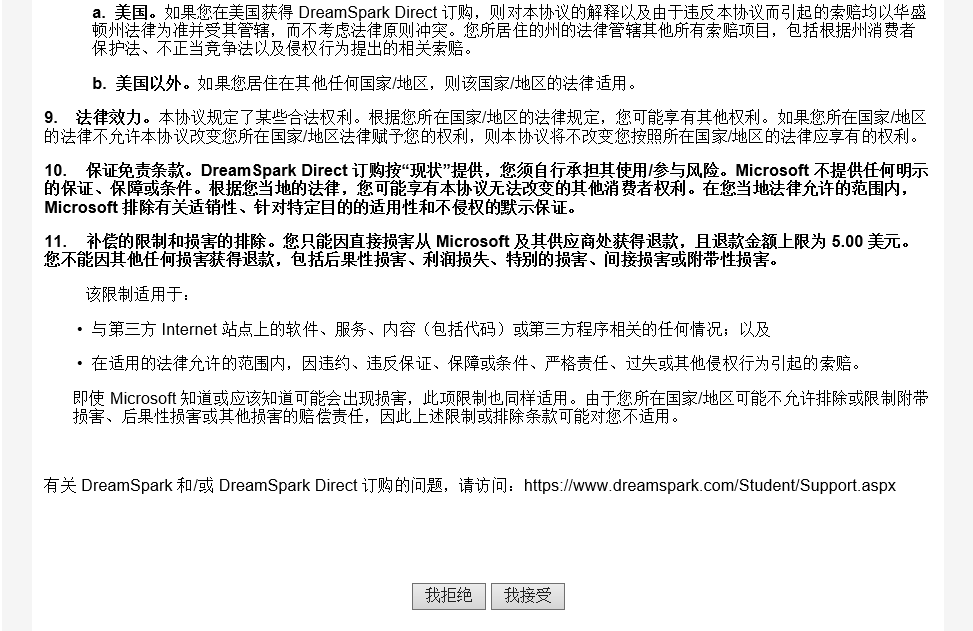 a. 美国。如果您在美国获得 DreamSpark Direct 订购，则对本协议的解释以及由于违反本协议而引起的索赔均以华盛
顿州法律为准并受其管辖，而不考虑法律原则冲突。您所居住的州的法律管辖其他所有索赔项目，包括根据州消费者
保护法、不正当竞争法以及侵权行为提出的相关索赔。
b. 美国以外。如果您居住在其他任何国家/地区，则该国家/地区的法律适用。
9. 法律效力。本协议规定了某些合法权利。根据您所在国家/地区的法律规定，您可能享有其他权利。如果您所在国家/地区
的法律不允许本协议改变您所在国家/地区法律赋予您的权利，则本协议将不改变您按照所在国家/地区的法律应享有的权利。
10. 保证免责条款。DreamSpark Direct 订购按“现状”提供，您须自行承担其使用/参与风险。Microsoft 不提供任何明示
的保证、保障或条件。根据您当地的法律，您可能享有本协议无法改变的其他消费者权利。在您当地法律允许的范围内，
Microsoft 排除有关适销性、针对特定目的的适用性和不侵权的默示保证。
11. 补偿的限制和损害的排除。您只能因直接损害从 Microsoft 及其供应商处获得退款，且退款金额上限为 5.00 美元。
您不能因其他任何损害获得退款，包括后果性损害、利润损失、特别的损害、间接损害或附带性损害。
该限制适用于：
• 与第三方 Internet 站点上的软件、服务、内容（包括代码）或第三方程序相关的任何情况；以及
• 在适用的法律允许的范围内，因违约、违反保证、保障或条件、严格责任、过失或其他侵权行为引起的索赔。
即使 Microsoft 知道或应该知道可能会出现损害，此项限制也同样适用。由于您所在国家/地区可能不允许排除或限制附带
损害、后果性损害或其他损害的赔偿责任，因此上述限制或排除条款可能对您不适用。
有关 DreamSpark 和/或 DreamSpark Direct 订购的问题，请访问：https://www.dreamspark.com/Student/Support.aspx
我拒绝 我接受